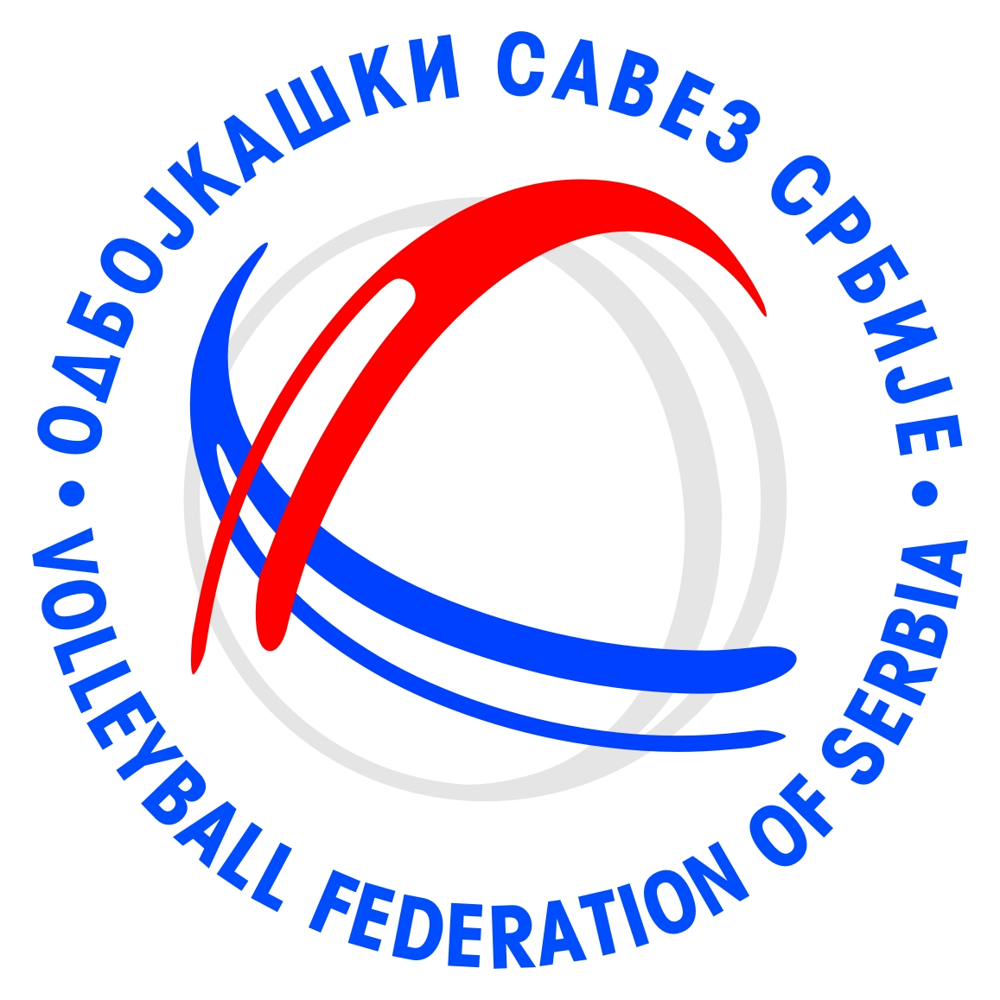 ОДБОЈКАШКИ САВЕЗ СРБИЈЕ
• VOLLEYBALL FEDERATION OF SERBIA •